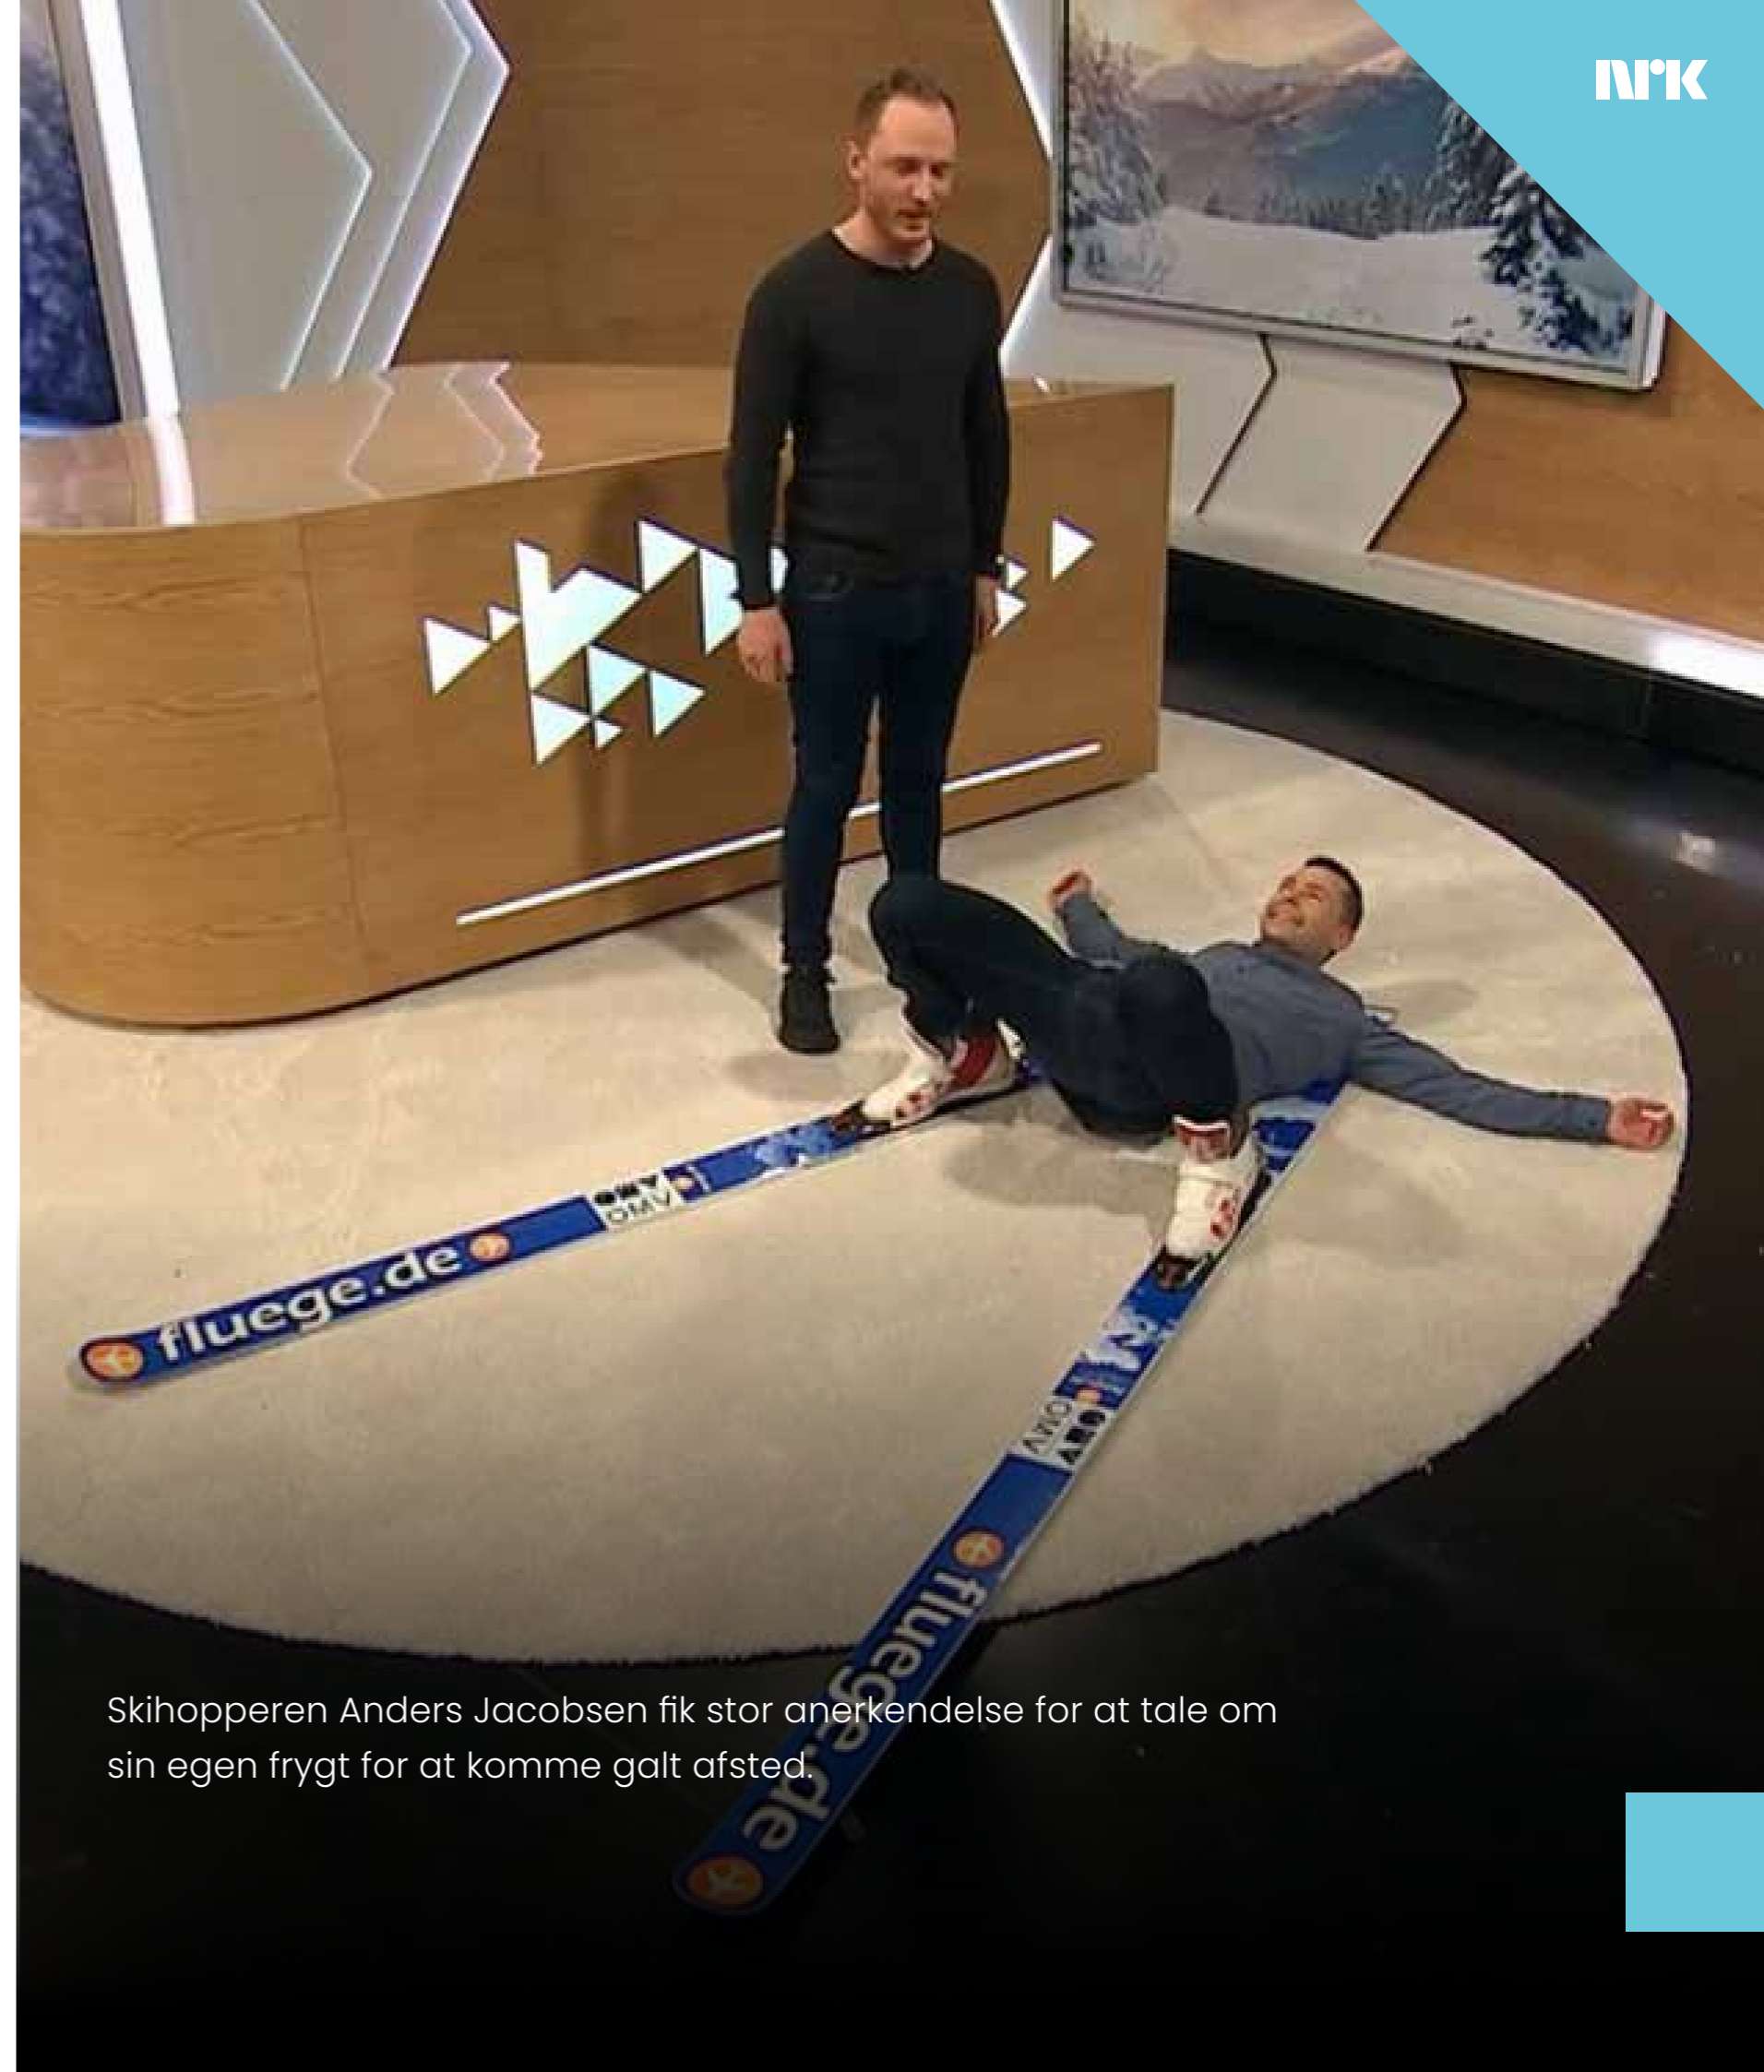 nrk
fluege.de
OMV
OMV
fluege.de
Skihopperen Anders Jacobsen fik stor anerkendelse for at tale om
sin egen frygt for at komme galt afsted.